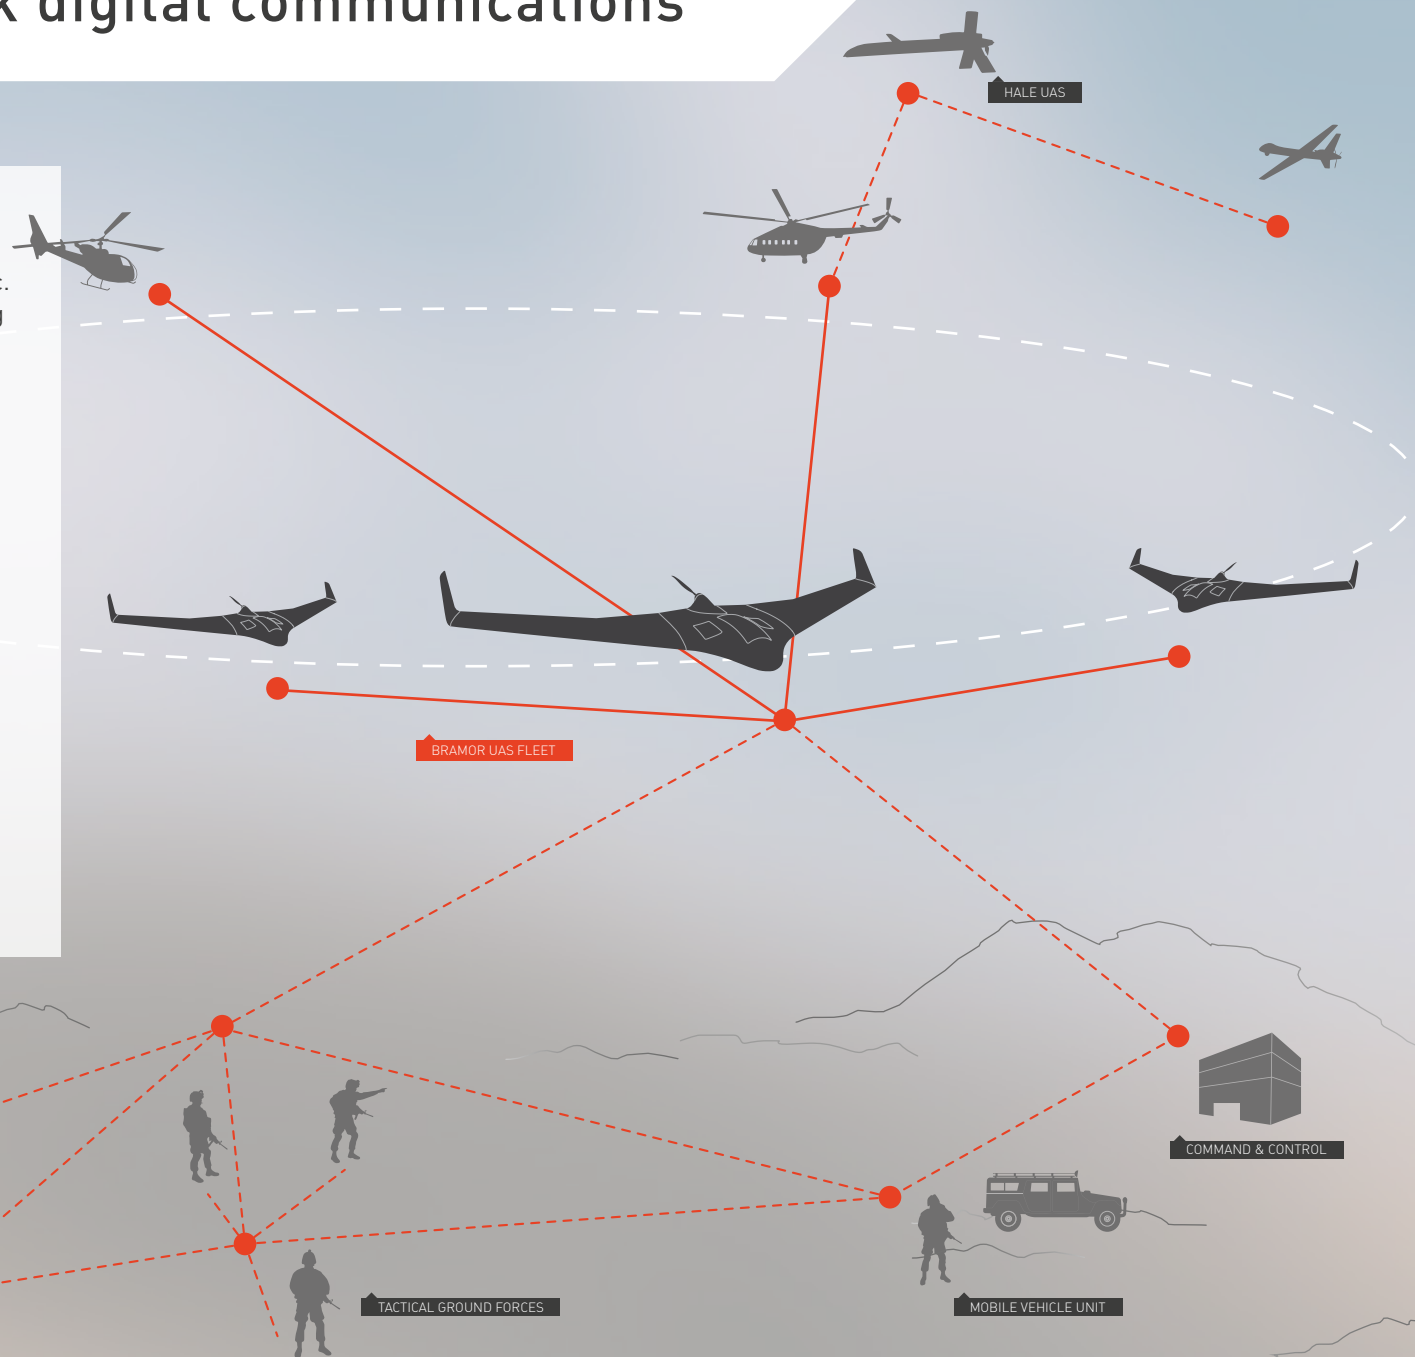 digital communications
HALE UAS
BRAMOR UAS FLEET
COMMAND & CONTROL
TACTICAL GROUND FORCES
MOBILE VEHICLE UNIT